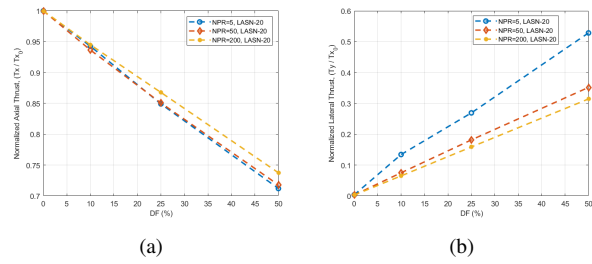 NPR=5, LASN-20
NPR=50, LASN-20
NPR=200, LASN-20
1
0.95
0.9
0.85
0.8
0.75
0.7
Normalized Axial Thrust, (Tx / Tx₀)
0 5 10 15 20 25 30 35 40 45 50
DF (%)
(a)
NPR=5, LASN-20
NPR=50, LASN-20
NPR=200, LASN-20
0.6
0.5
0.4
0.3
0.2
0.1
0
Normalized Lateral Thrust, (Ty / Tx₀)
0 5 10 15 20 25 30 35 40 45 50
DF (%)
(b)